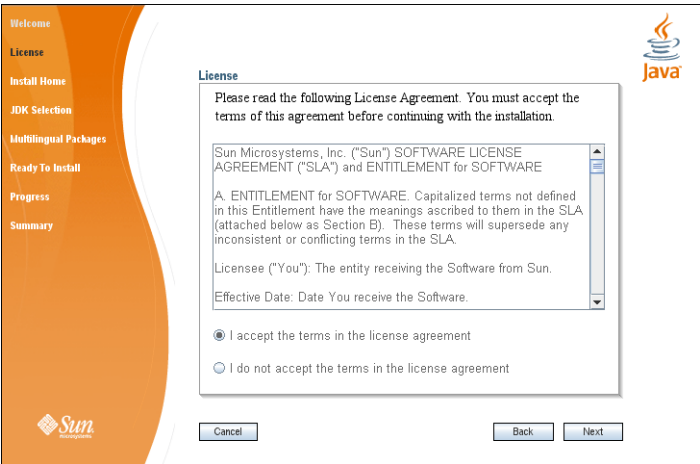 Welcome
License
Install Home
JDK Selection
Multilingual Packages
Ready To Install
Progress
Summary
Sun
microsystems
Java
License
Please read the following License Agreement. You must accept the
terms of this agreement before continuing with the installation.
Sun Microsystems, Inc. ("Sun") SOFTWARE LICENSE
AGREEMENT ("SLA") and ENTITLEMENT for SOFTWARE
A. ENTITLEMENT for SOFTWARE. Capitalized terms not defined
in this Entitlement have the meanings ascribed to them in the SLA
(attached below as Section B). These terms will supersede any
inconsistent or conflicting terms in the SLA.
Licensee ("You"): The entity receiving the Software from Sun.
Effective Date: Date You receive the Software.
I accept the terms in the license agreement
I do not accept the terms in the license agreement
Cancel
Back
Next